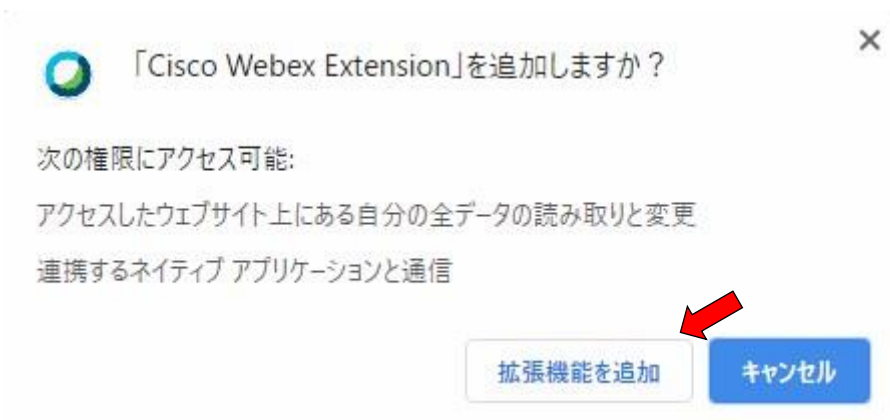 「Cisco Webex Extension」を追加しますか？
次の権限にアクセス可能:
アクセスしたウェブサイト上にある自分の全データの読み取りと変更
連携するネイティブ アプリケーションと通信
拡張機能を追加
キャンセル